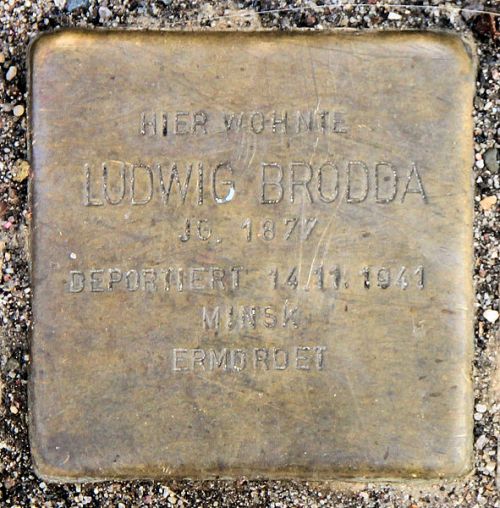 HIER WOHNTE
LUDWIG BRODDA
JG. 1877
DEPORTIERT 14.11.1941
MINSK
ERMORDET